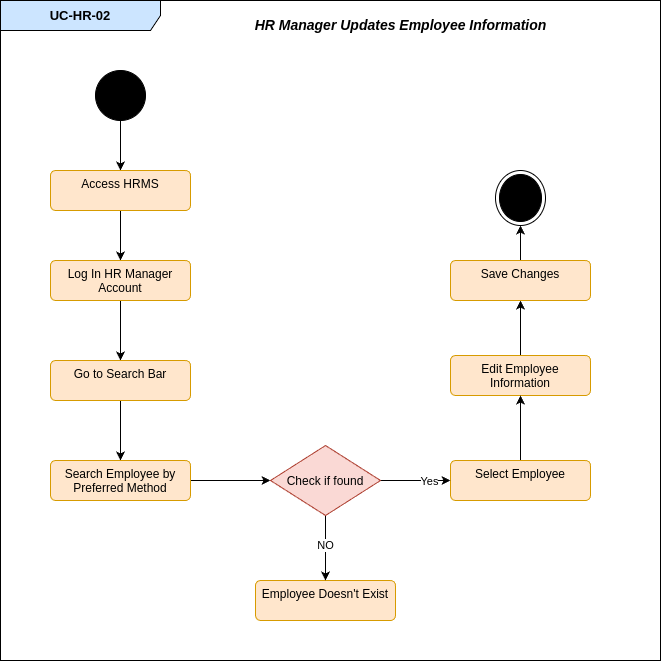 UC-HR-02
HR Manager Updates Employee Information
Access HRMS
Log In HR Manager
Account
Go to Search Bar
Search Employee by
Preferred Method
Check if found
NO
Employee Doesn't Exist
Yes
Select Employee
Edit Employee
Information
Save Changes